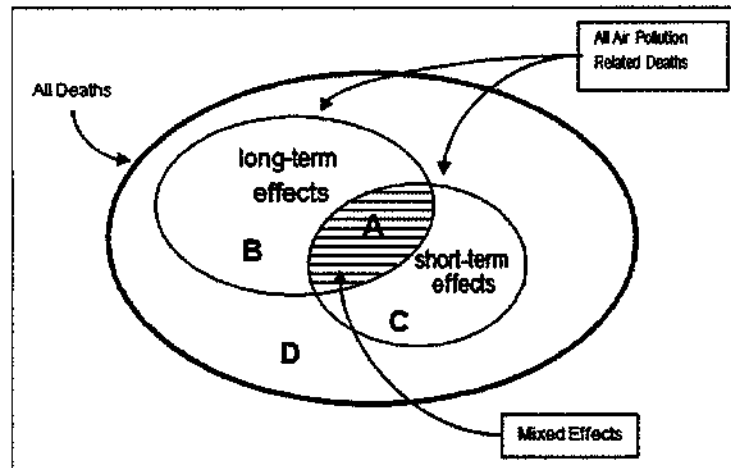 All Air Pollution
Related Deaths
All Deaths
long-term
effects
A
B
short-term
effects
C
D
Mixed Effects